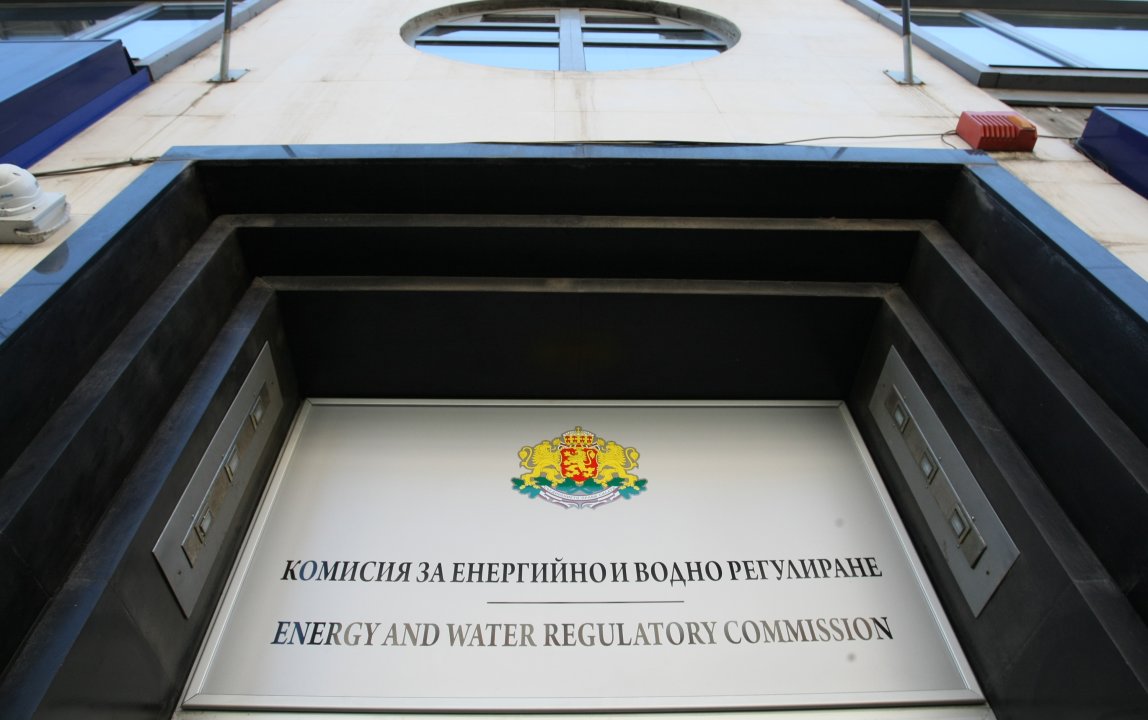 КОМИСИЯ ЗА ЕНЕРГИЙНО И ВОДНО РЕГУЛИРАНЕ
ENERGY AND WATER REGULATORY COMMISSION